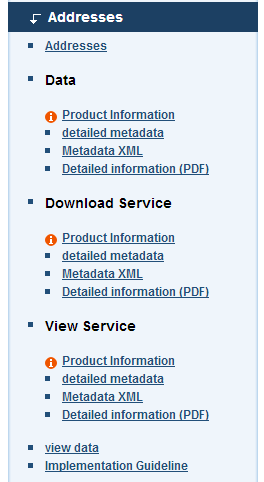 Addresses
Addresses
Data
Product Information
detailed metadata
Metadata XML
Detailed information (PDF)
Download Service
Product Information
detailed metadata
Metadata XML
Detailed information (PDF)
View Service
Product Information
detailed metadata
Metadata XML
Detailed information (PDF)
view data
Implementation Guideline